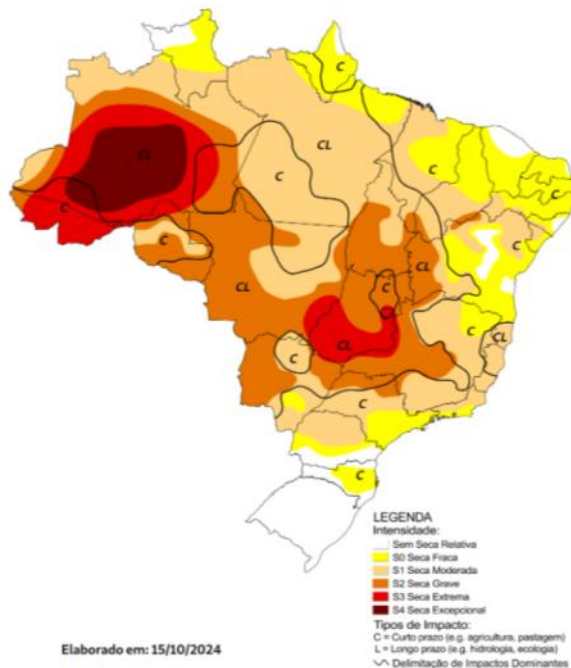 C
C
CL
CL
C
C
C
C
C
C
CL
CL
C
C
CL
CL
C
C
LEGENDA
Intensidade:
Sem Seca Relativa
S0 Seca Fraca
S1 Seca Moderada
S2 Seca Grave
S3 Seca Extrema
S4 Seca Excepcional
Tipos de Impacto:
C = Curto prazo (e.g. agricultura, pastagem)
L = Longo prazo (e.g. hidrologia, ecologia)
Delimitação de Impactos Dominantes
Elaborado em: 15/10/2024